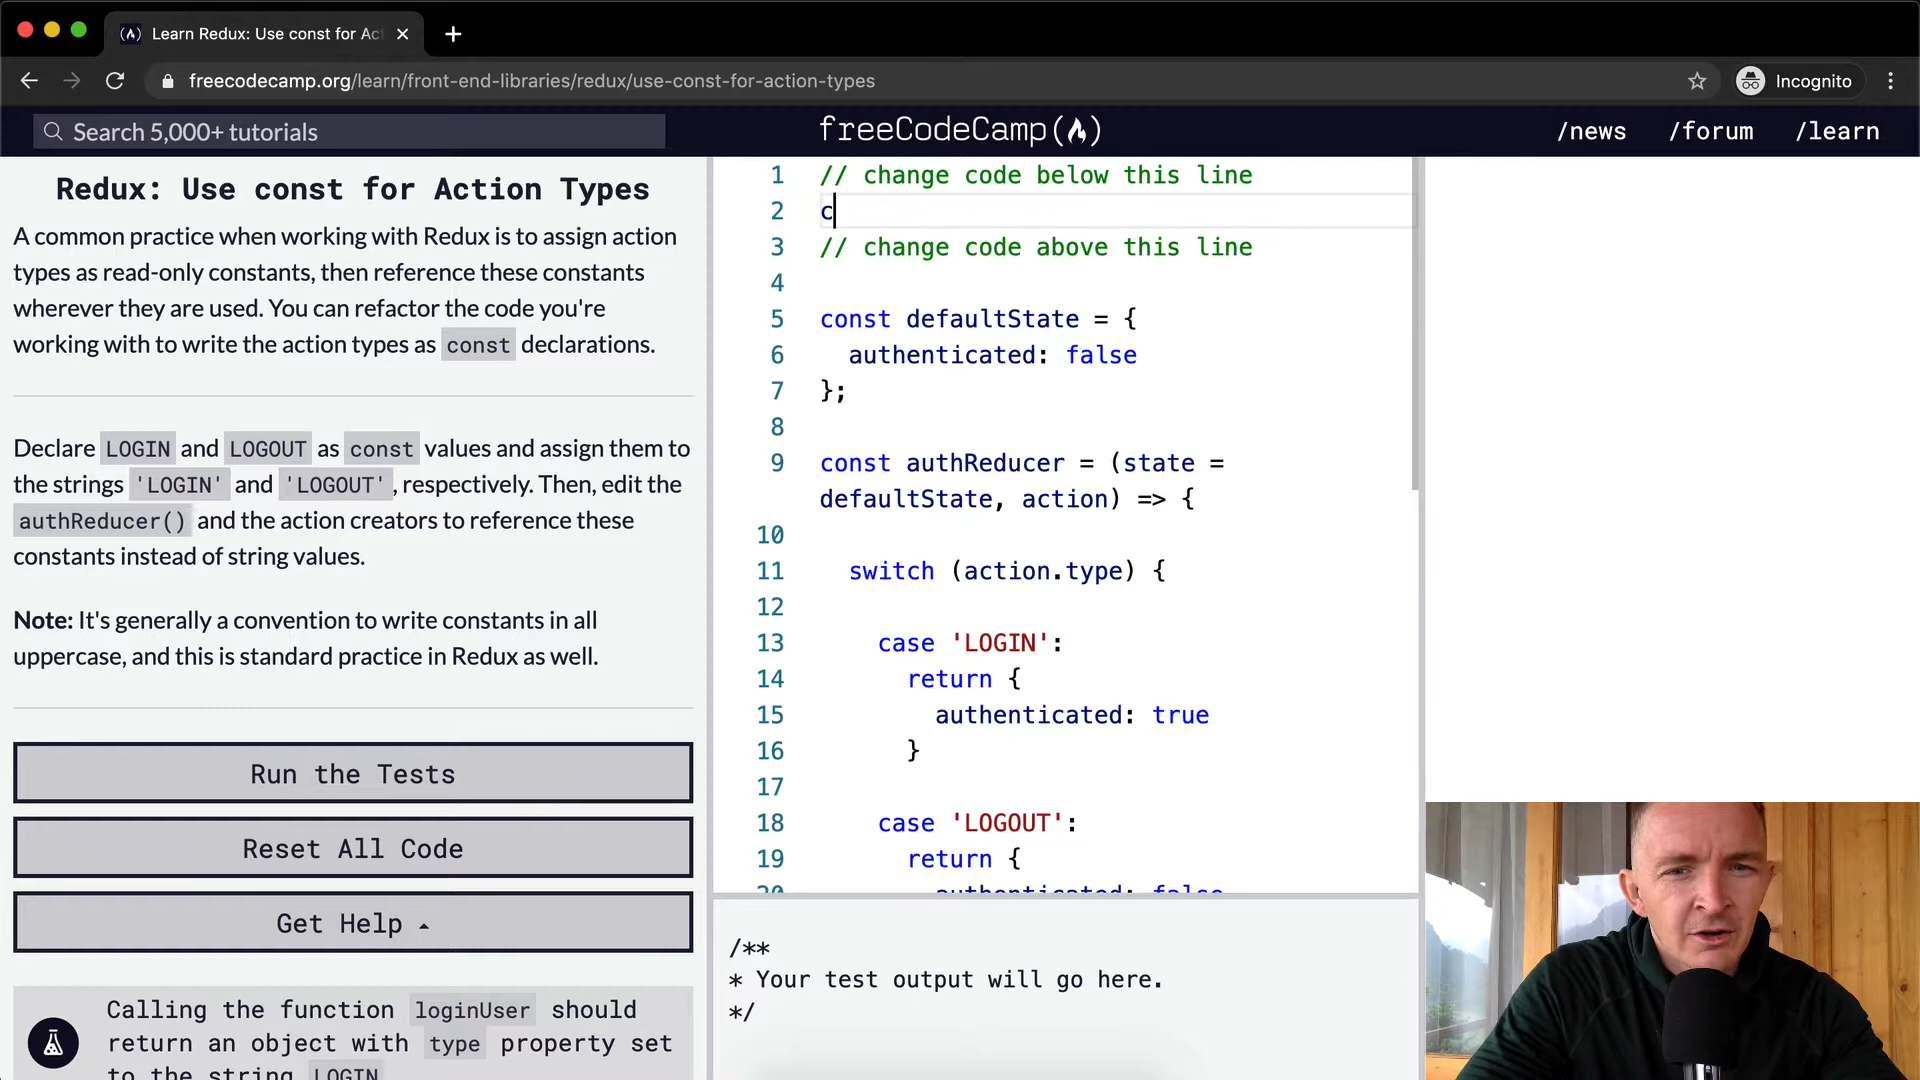 Learn Redux: Use const for Act
freecodecamp.org/learn/front-end-libraries/redux/use-const-for-action-types
Incognito
Search 5,000+ tutorials
freeCodeCamp
/news
/forum
/learn
Redux: Use const for Action Types
A common practice when working with Redux is to assign action
types as read-only constants, then reference these constants
wherever they are used. You can refactor the code you're
working with to write the action types as const declarations.
Declare LOGIN and LOGOUT as const values and assign them to
the strings 'LOGIN' and 'LOGOUT', respectively. Then, edit the
authReducer() and the action creators to reference these
constants instead of string values.
Note: It's generally a convention to write constants in all
uppercase, and this is standard practice in Redux as well.
Run the Tests
Reset All Code
Get Help
Calling the function loginUser should
return an object with type property set
to the string LOGIN
1 // change code below this line
2 c
3 // change code above this line
4
5 const defaultState = {
6 authenticated: false
7 };
8
9 const authReducer = (state =
defaultState, action) => {
10
11 switch (action.type) {
12
13 case 'LOGIN':
14 return {
15 authenticated: true
16 }
17
18 case 'LOGOUT':
19 return {
20 authenticated: false
/**
* Your test output will go here.
*/